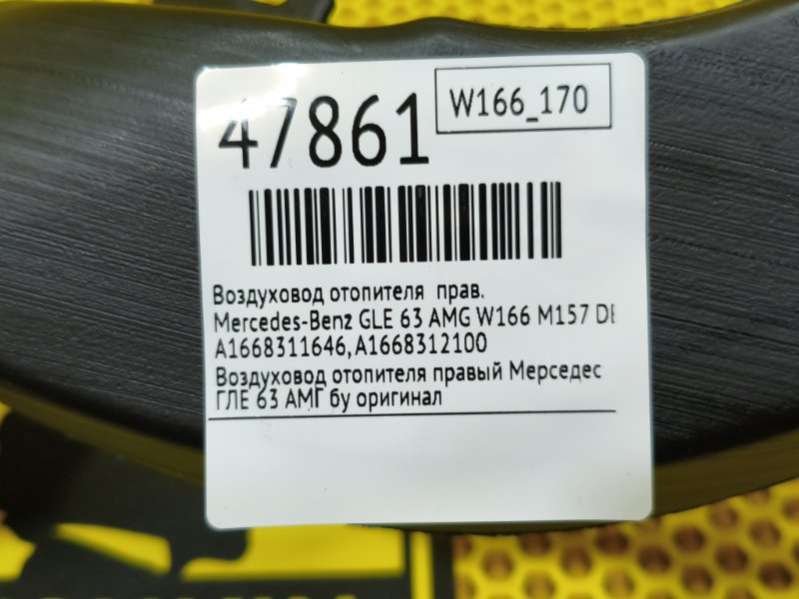 47861
W166_170
Воздуховод отопителя прав.
Mercedes-Benz GLE 63 AMG W166 M157 DE
A1668311646,A1668312100
Воздуховод отопителя правый Мерседес
ГЛЕ 63 АМГ бу оригинал